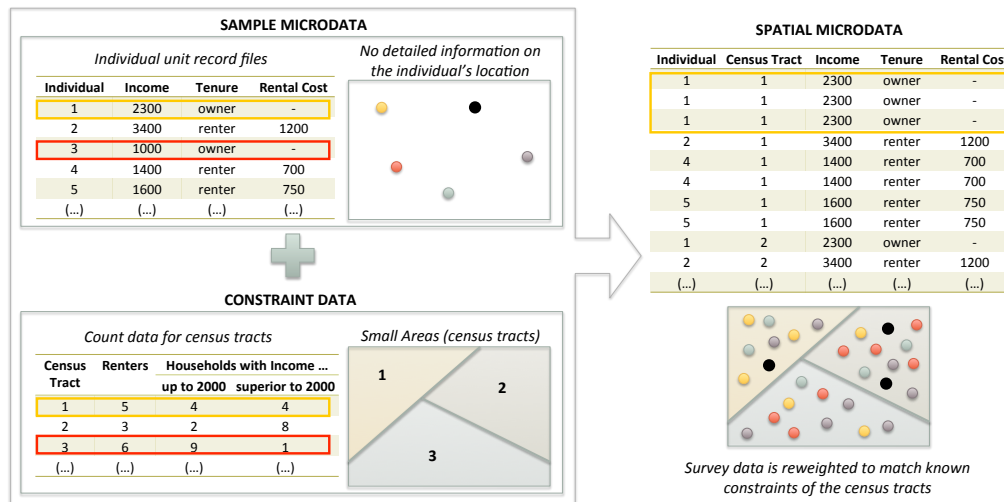 SAMPLE MICRODATA
Individual unit record files
Individual Income Tenure Rental Cost
1 2300 owner -
2 3400 renter 1200
3 1000 owner -
4 1400 renter 700
5 1600 renter 750
(...) (...) (...) (...)
No detailed information on
the individual's location
CONSTRAINT DATA
Count data for census tracts
Census Tract Renters Households with Income ...
up to 2000 superior to 2000
1 5 4 4
2 3 2 8
3 6 9 1
(...) (...) (...) (...)
Small Areas (census tracts)
1
2
3
SPATIAL MICRODATA
Individual Census Tract Income Tenure Rental Cost
1 1 2300 owner -
1 1 2300 owner -
1 1 2300 owner -
2 1 3400 renter 1200
4 1 1400 renter 700
4 1 1400 renter 700
5 1 1600 renter 750
5 1 1600 renter 750
1 2 2300 owner -
2 2 3400 renter 1200
(...) (...) (...) (...) (...)
Survey data is reweighted to match known
constraints of the census tracts